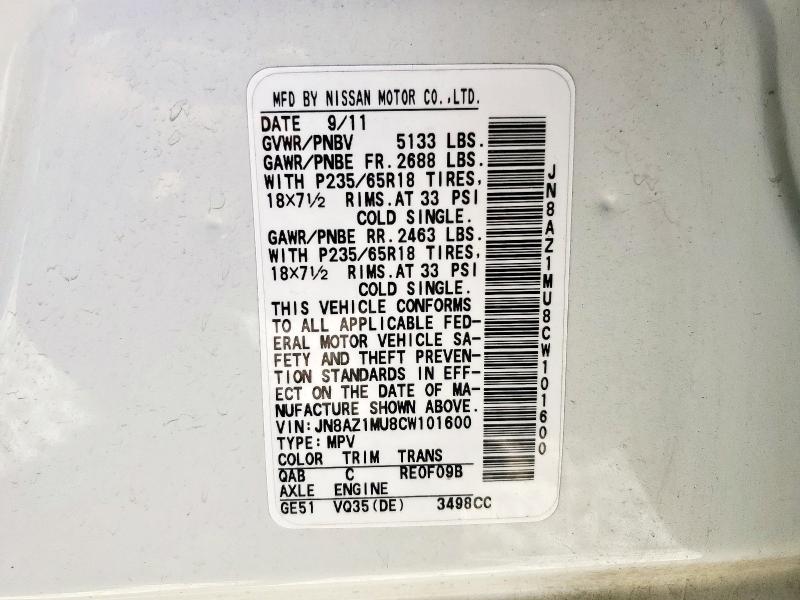 MFD BY NISSAN MOTOR CO.,LTD.
DATE 9/11
GVWR/PNBV 5133 LBS.
GAWR/PNBE FR. 2688 LBS.
WITH P235/65R18 TIRES,
18×7½ RIMS. AT 33 PSI
COLD SINGLE.
GAWR/PNBE RR. 2463 LBS.
WITH P235/65R18 TIRES,
18×7½ RIMS. AT 33 PSI
COLD SINGLE.
THIS VEHICLE CONFORMS
TO ALL APPLICABLE FED-
ERAL MOTOR VEHICLE SA-
FETY AND THEFT PREVEN-
TION STANDARDS IN EFF-
ECT ON THE DATE OF MA-
NUFACTURE SHOWN ABOVE.
VIN:JN8AZ1MU8CW101600
TYPE:MPV
COLOR TRIM TRANS
QAB C RE0F09B
AXLE ENGINE
GE51 VQ35(DE) 3498CC
JN8AZ1MU8CW101600